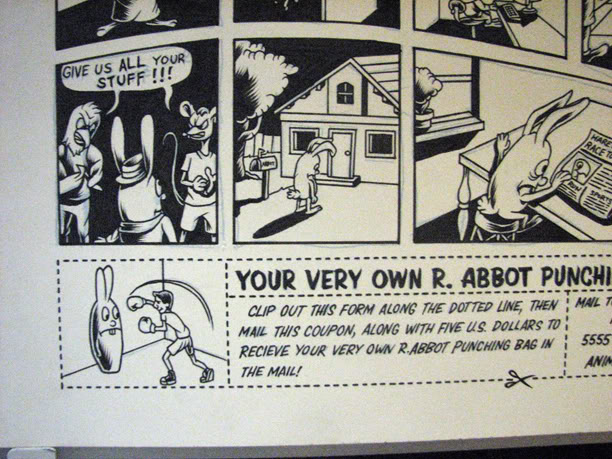 GIVE US ALL YOUR
STUFF!!!
HARE
RACE
SPORTS
YOUR VERY OWN R. ABBOT PUNCHI
CLIP OUT THIS FORM ALONG THE DOTTED LINE, THEN
MAIL THIS COUPON, ALONG WITH FIVE U.S. DOLLARS TO
RECIEVE YOUR VERY OWN R.ABBOT PUNCHING BAG IN
THE MAIL!
MAIL TO
5555
ANIM